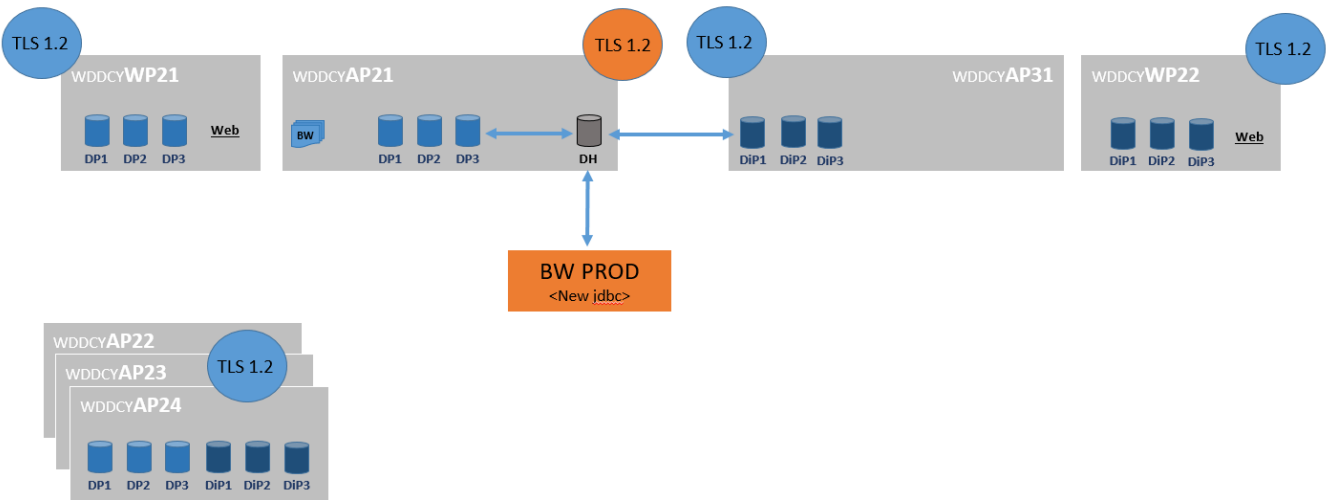 TLS 1.2
TLS 1.2
TLS 1.2
TLS 1.2
WDDCYWP21
WDDCYAP21
WDDCYAP31
WDDCYWP22
DP1 DP2 DP3 Web
BW DP1 DP2 DP3 DH
DiP1 DiP2 DiP3
DiP1 DiP2 DiP3 Web
BW PROD
<New jdbc>
WDDCYAP22
WDDCYAP23
TLS 1.2
WDDCYAP24
DP1 DP2 DP3 DiP1 DiP2 DiP3